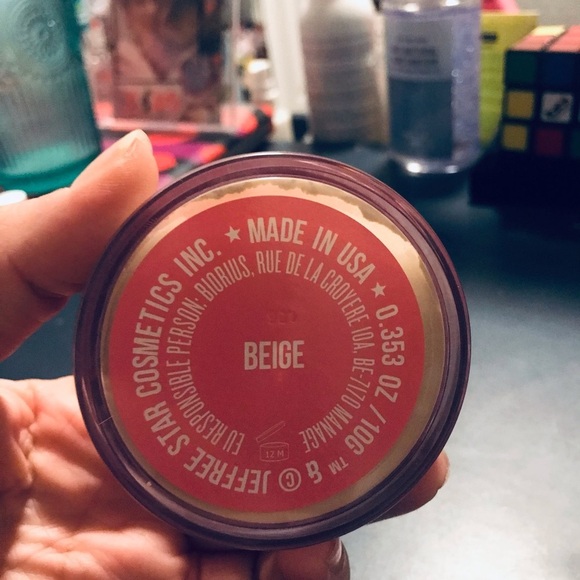 JEFFREE STAR COSMETICS INC. ★ MADE IN USA ★ 0.353 OZ / 10G ™ & ©
EU RESPONSIBLE PERSON: BIORIUS, RUE DE LA CROYERE 10A, BE-7170 MANAGE
BEIGE
12 M